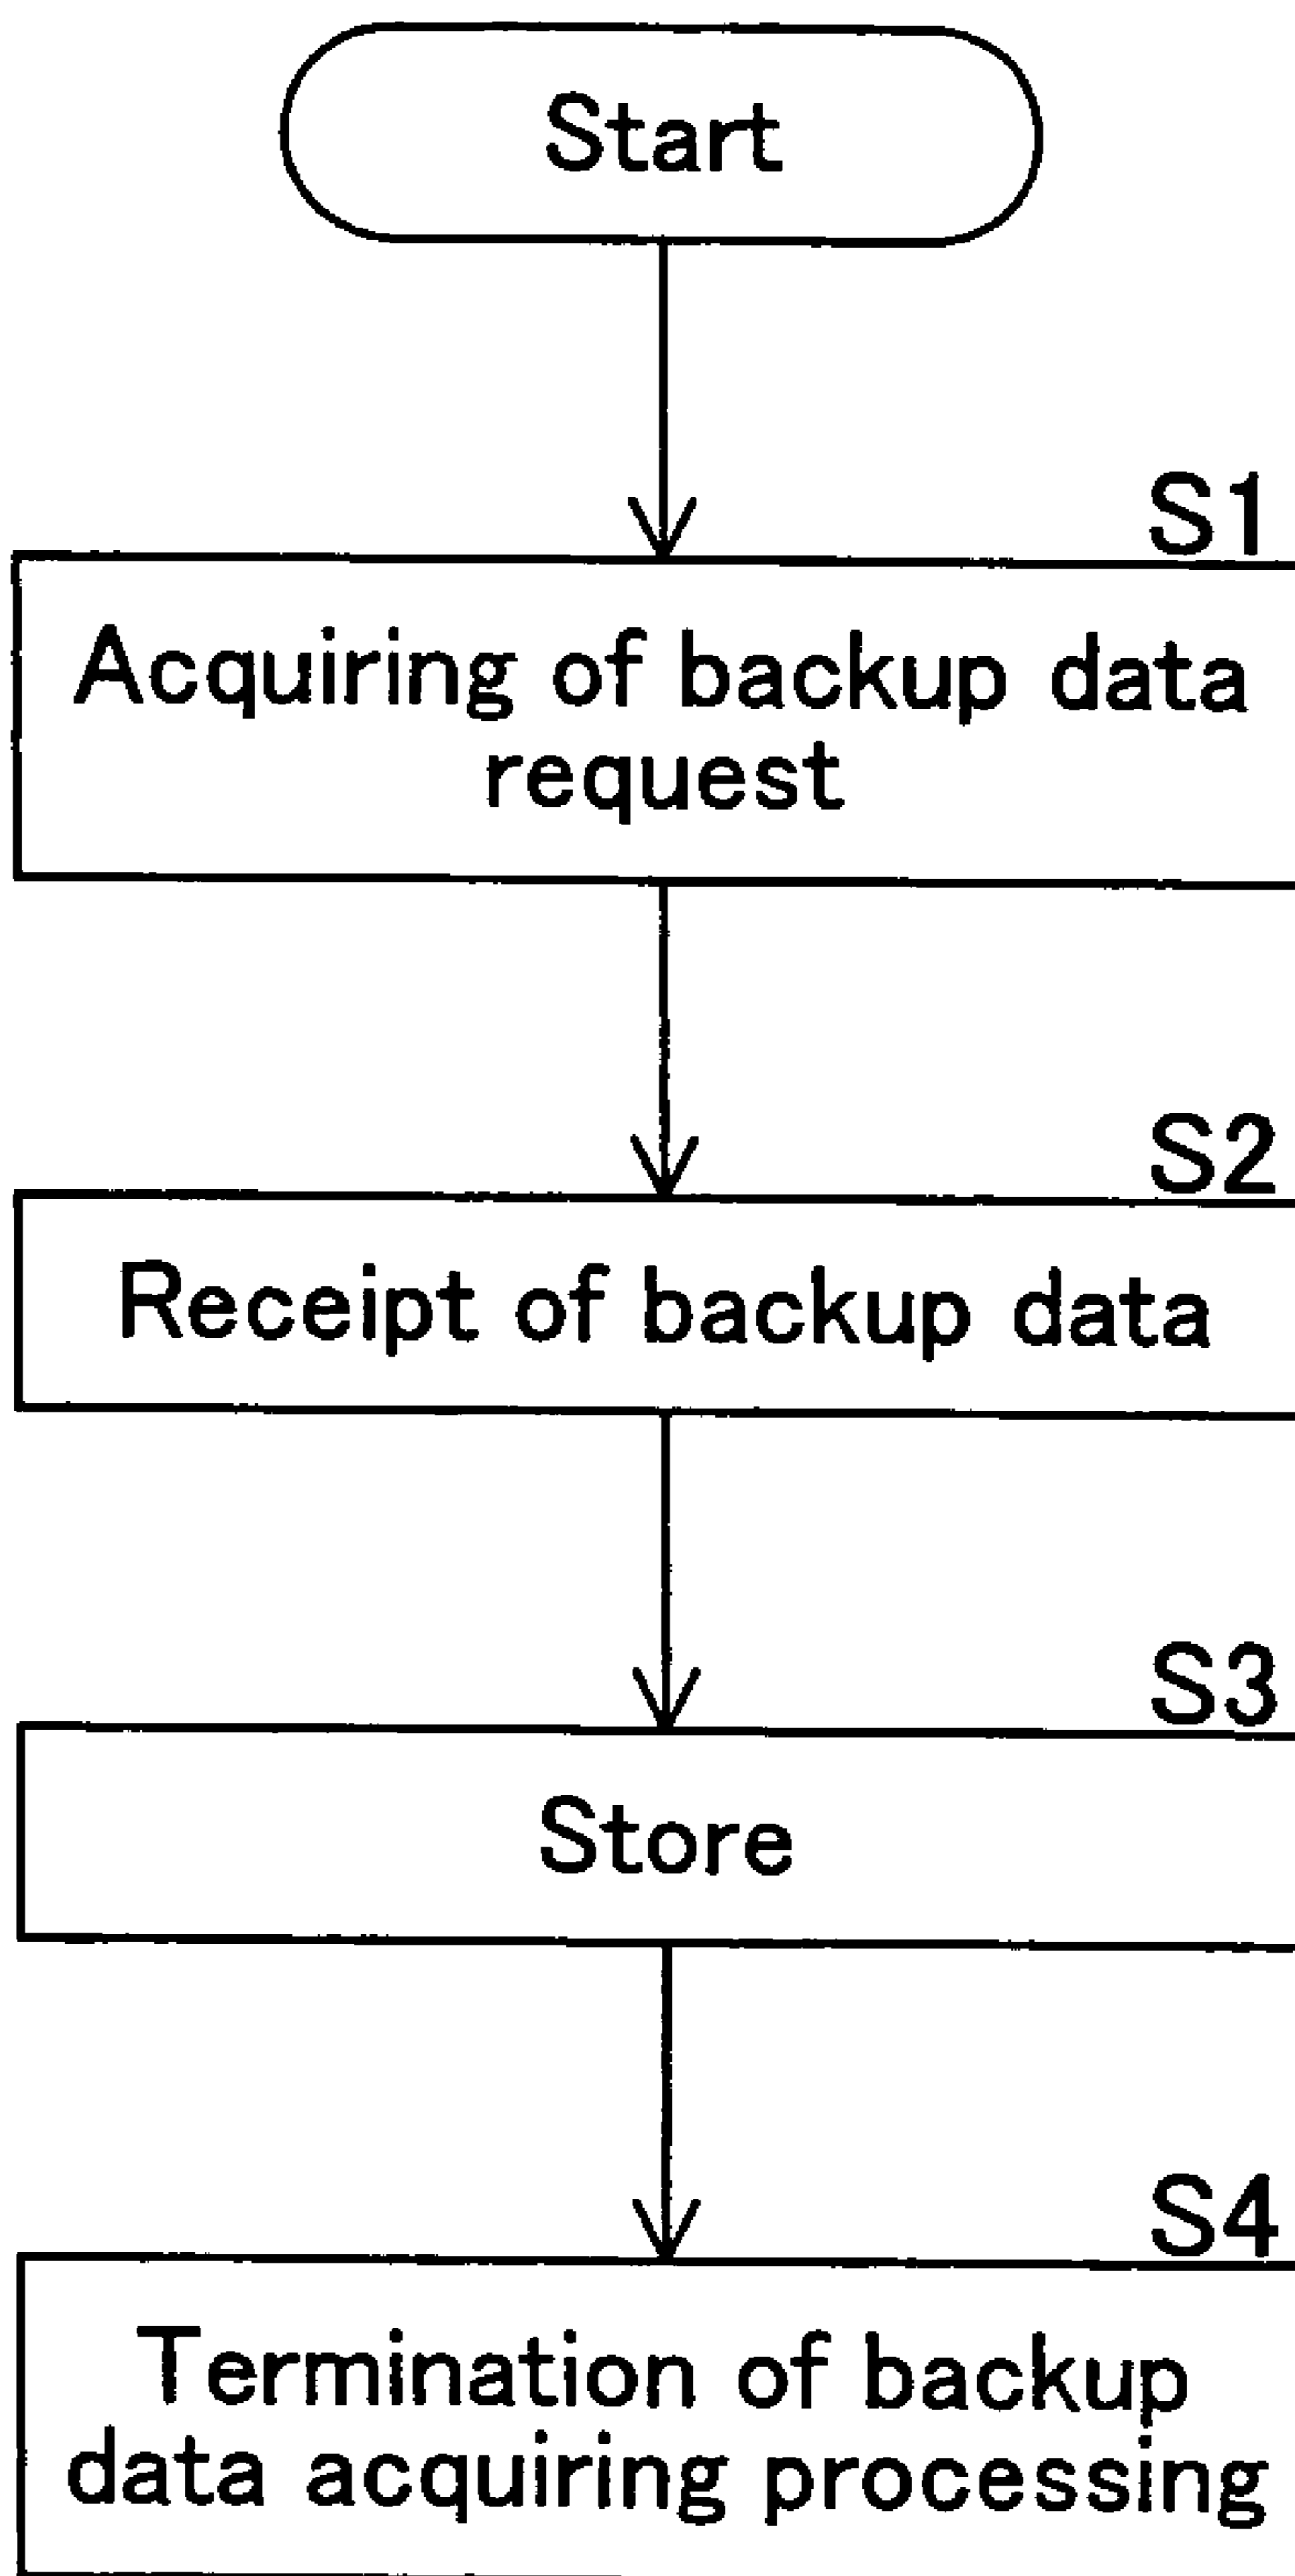 Start
S1
Acquiring of backup data
request
S2
Receipt of backup data
S3
Store
S4
Termination of backup
data acquiring processing